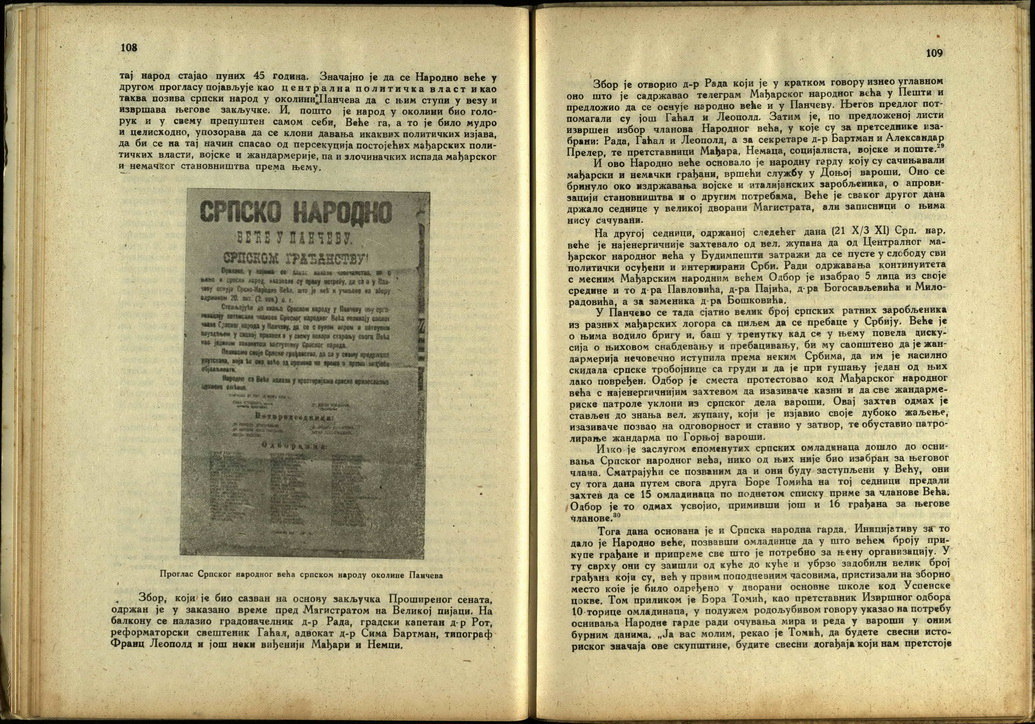 108
тај народ стајао пуних 45 година. Значајно је да се Народно веће у
другом прогласу појављује као централна политичка власт и као
таква позива српски народ у околини Панчева да с њим ступи у везу и
извршава његове закључке. И, пошто је народ у околини био голо-
рук и у свему препуштен самом себи, Веће га, а то је било мудро
и целисходно, упозорава да се клони давања икаквих политичких изјава,
да би се на тај начин спасао од персекуција постојећих мађарских поли-
тичких власти, војске и жандармерије, па и злочиначких испада мађарског
и немачког становништва према њему.
СРПСКО НАРОДНО
ВЕЋЕ У ПАНЧЕВУ.
СРПСКОМ ГРАЂАНСТВУ
Потпредседници:
Одборници:
Проглас Српског народног већа српском народу околине Панчева
Збор, који је био сазван на основу закључка Проширеног сената,
одржан је у заказано време пред Магистратом на Великој пијаци. На
балкону се налазио градоначелник д-р Рада, градски капетан д-р Рот,
реформаторски свештеник Гаћал, адвокат д-р Сима Бартман, типограф
Франц Леополд и још неки виђенији Мађари и Немци.
109
Збор је отворио д-р Рада који је у кратком говору изнео углавном
оно што је садржавао телеграм Мађарског народног већа у Пешти и
предложио да се оснује народно веће и у Панчеву. Његов предлог пот-
помагали су још Гаћал и Леополд. Затим је, по предложеној листи
извршен избор чланова Народног већа, у које су за претседнике иза-
брани: Рада, Гаћал и Леополд, а за секретаре д-р Бартман и Александар
Прелер, те претставници Мађара, Немаца, социјалиста, војске и поште.²⁹
И ово Народно веће основало је народну гарду коју су сачињавали
мађарски и немачки грађани, вршећи службу у Доњој вароши. Оно се
бринуло око издржавања војске и италијанских заробљеника, о апрови-
зацији становништва и о другим потребама, Веће је сваког другог дана
држало седнице у великој дворани Магистрата, али записници о њима
нису сачувани.
На другој седници, одржаној следећег дана (21 X/3 XI) Срп. нар.
веће је најенергичније захтевало од вел. жупана да од Централног ма-
ђарског народног већа у Будимпешти затражи да се пусте у слободу сви
политички осуђени и интернирани Срби. Ради одржавања континуитета
с месним Мађарским народним већем Одбор је изабрао 5 лица из своје
средине и то д-ра Павловића, д-ра Пајића, д-ра Богосављевића и Мило-
радовића, а за заменика д-ра Бошковића.
У Панчево се тада сјатио велик број српских ратних заробљеника
из разних мађарских логора са циљем да се пребаце у Србију. Веће је
о њима водило бригу и, баш у тренутку кад се у њему повела диску-
сија о њиховом снабдевању и пребацивању, би му саопштено да је жан-
дармерија нечовечно иступила према неким Србима, да им је насилно
скидала српске тробојнице са груди и да је при гушању један од њих
лако повређен. Одбор је сместа протестовао код Мађарског народног
већа с најенергичнијим захтевом да изазиваче казни и да све жандарме-
риске патроле уклони из српског дела вароши. Овај захтев одмах је
стављен до знања вел. жупану, који је изјавио своје дубоко жаљење,
изазиваче позвао на одговорност и ставио у затвор, те обуставио патро-
лирање жандарма по Горњој вароши.
Иако је заслугом споменутих српских омладинаца дошло до осни-
вања Српског народног већа, нико од њих није био изабран за његовог
члана. Сматрајући се позваним да и они буду заступљени у Већу, они
су тога дана путем свога друга Боре Томића на тој седници предали
захтев да се 15 омладинаца по поднетом списку приме за чланове Већа.
Одбор је то одмах усвојио, примивши још и 16 грађана за његове
чланове.³⁰
Тога дана основана је и Српска народна гарда. Иницијативу за то
дало је Народно веће, позвавши омладинце да у што већем броју при-
купе грађане и припреме све што је потребно за њену организацију. У
ту сврху они су зашли од куће до куће и убрзо задобили велик број
грађана који су, већ у првим поподневним часовима, пристизали на зборно
место које је било одређено у дворани основне школе код Успенске
цркве. Том приликом је Бора Томић, као претставник Извршног одбора
10-торице омладинаца, у подужем родољубивом говору указао на потребу
оснивања Народне гарде ради очувања мира и реда у вароши у оним
бурним данима. „Ја вас молим, рекао је Томић, да будете свесни исто-
риског значаја ове скупштине, будите свесни догађаја који нам претстоје